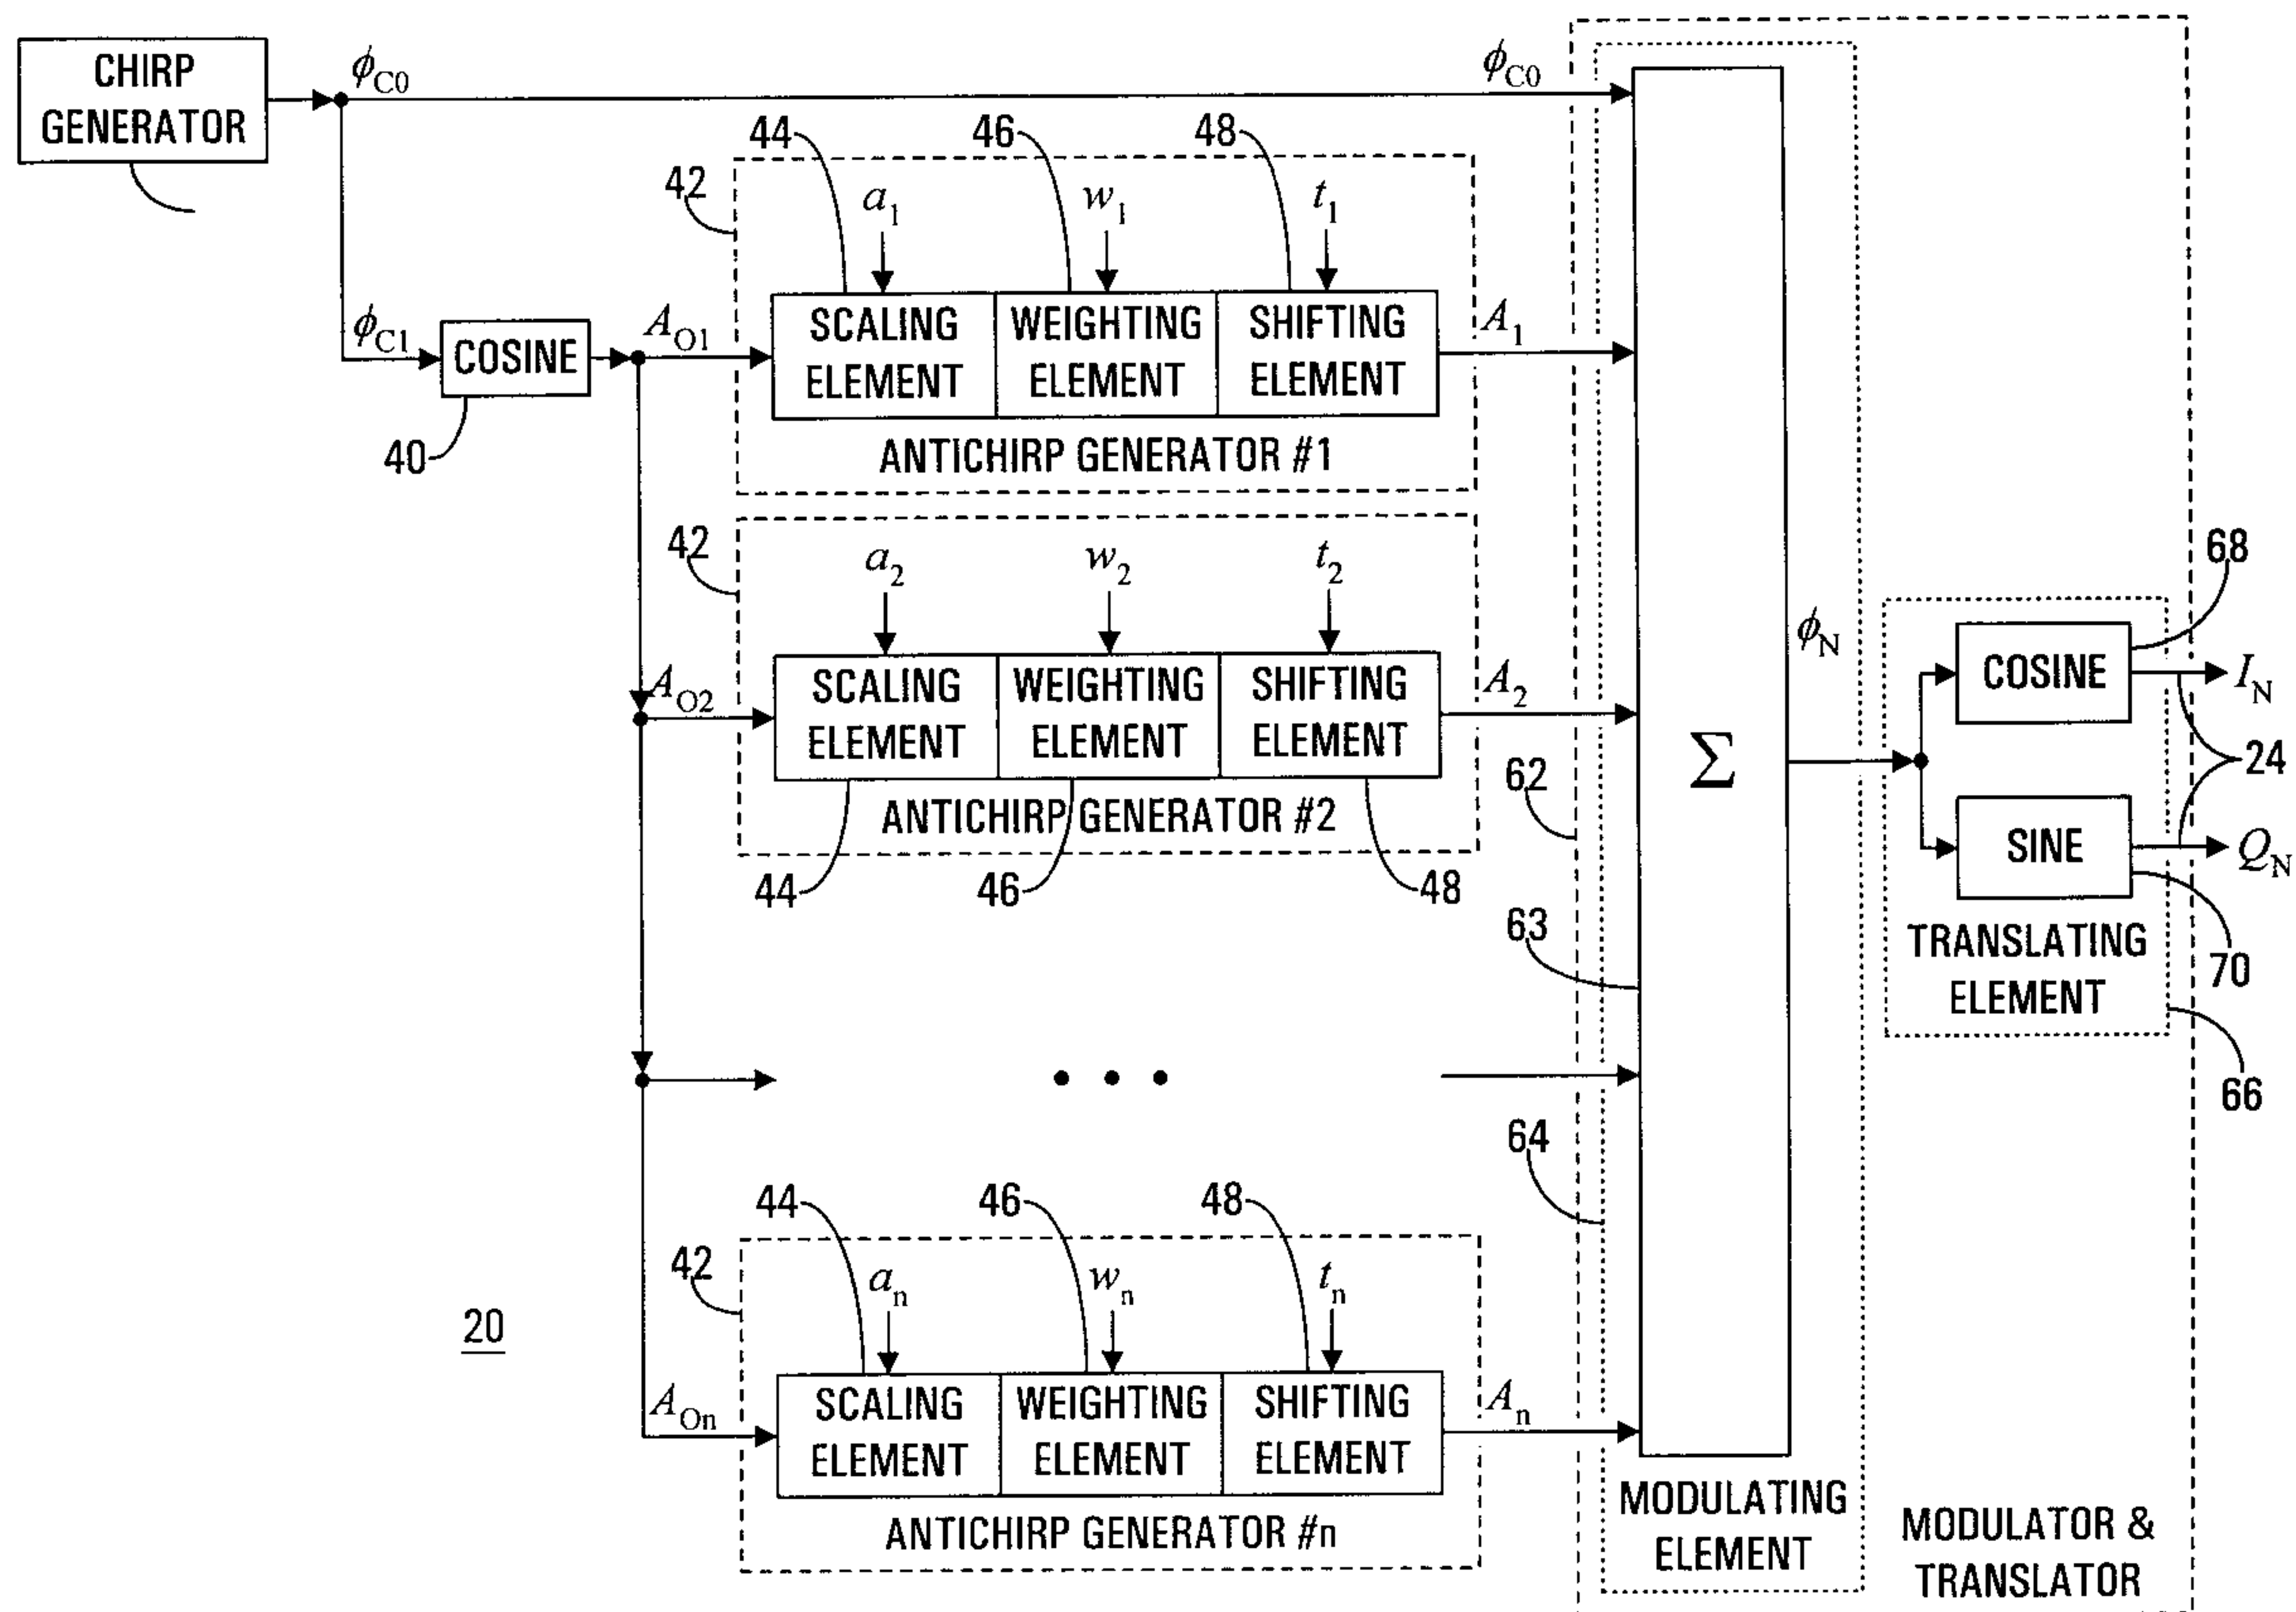 CHIRP
GENERATOR
ϕC0
ϕC0
ϕC1
COSINE
40
AO1
42
44
46
48
a1
w1
t1
SCALING
ELEMENT
WEIGHTING
ELEMENT
SHIFTING
ELEMENT
A1
ANTICHIRP GENERATOR #1
42
a2
w2
t2
AO2
SCALING
ELEMENT
WEIGHTING
ELEMENT
SHIFTING
ELEMENT
A2
ANTICHIRP GENERATOR #2
44
46
48
• • •
44
46
48
42
an
wn
tn
AOn
SCALING
ELEMENT
WEIGHTING
ELEMENT
SHIFTING
ELEMENT
An
ANTICHIRP GENERATOR #n
20
62
63
64
Σ
ϕN
MODULATING
ELEMENT
68
COSINE
IN
24
SINE
QN
70
TRANSLATING
ELEMENT
66
MODULATOR &
TRANSLATOR